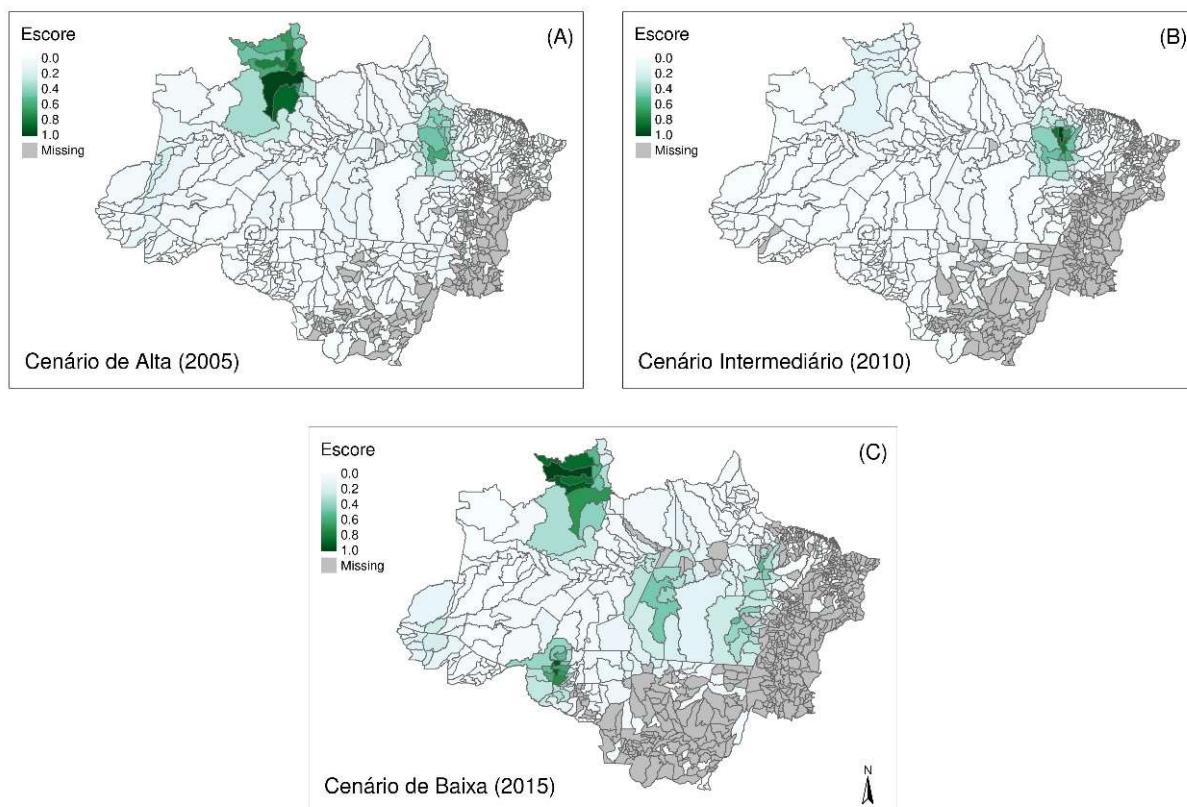 Escore
0.0
0.2
0.4
0.6
0.8
1.0
Missing
(A)
Cenário de Alta (2005)
Escore
0.0
0.2
0.4
0.6
0.8
1.0
Missing
(B)
Cenário Intermediário (2010)
Escore
0.0
0.2
0.4
0.6
0.8
1.0
Missing
(C)
Cenário de Baixa (2015)
N